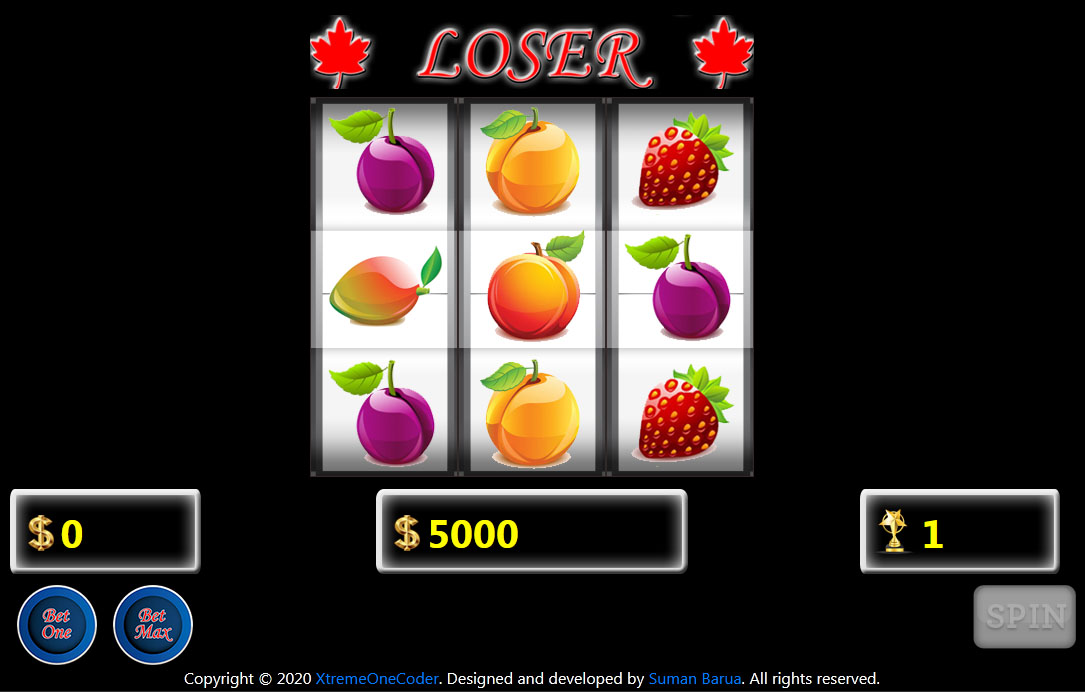 LOSER
$ 0
$ 5000
1
Bet
One
Bet
Max
SPIN
Copyright © 2020 XtremeOneCoder. Designed and developed by Suman Barua. All rights reserved.